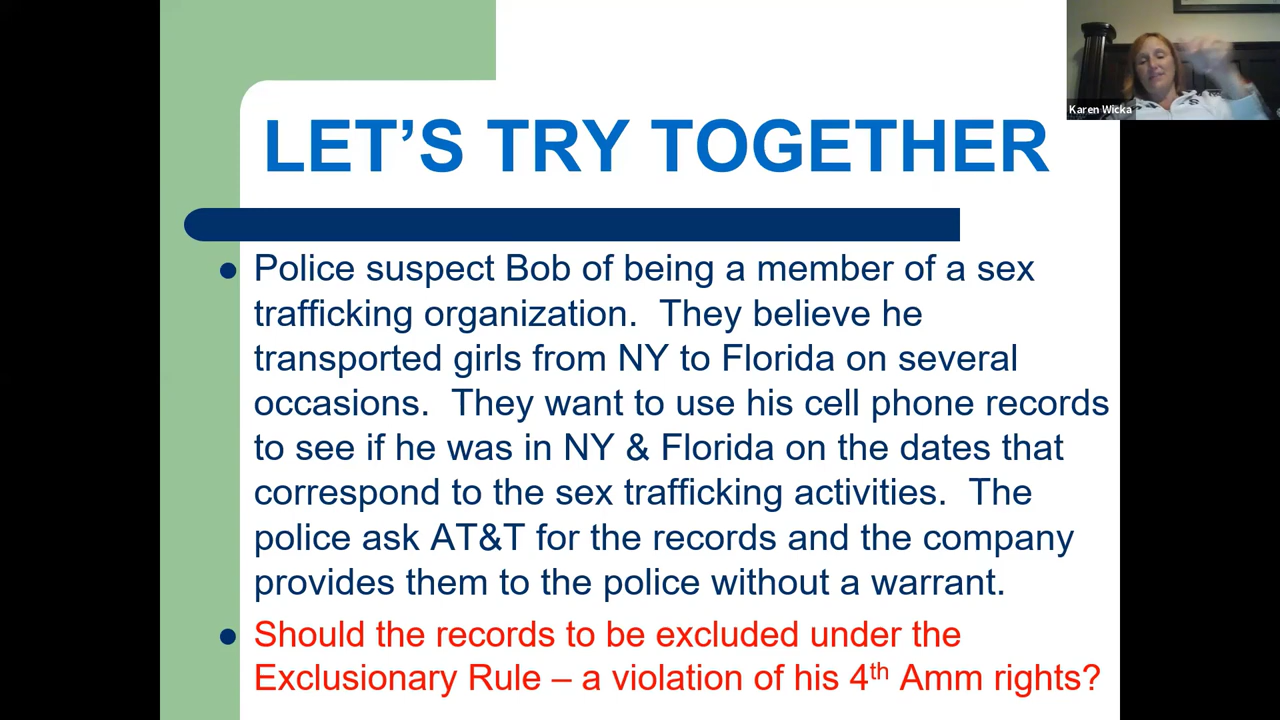 Karen Wicka
LET’S TRY TOGETHER
Police suspect Bob of being a member of a sex
trafficking organization.  They believe he
transported girls from NY to Florida on several
occasions.  They want to use his cell phone records
to see if he was in NY & Florida on the dates that
correspond to the sex trafficking activities.  The
police ask AT&T for the records and the company
provides them to the police without a warrant.
Should the records to be excluded under the
Exclusionary Rule – a violation of his 4th Amm rights?